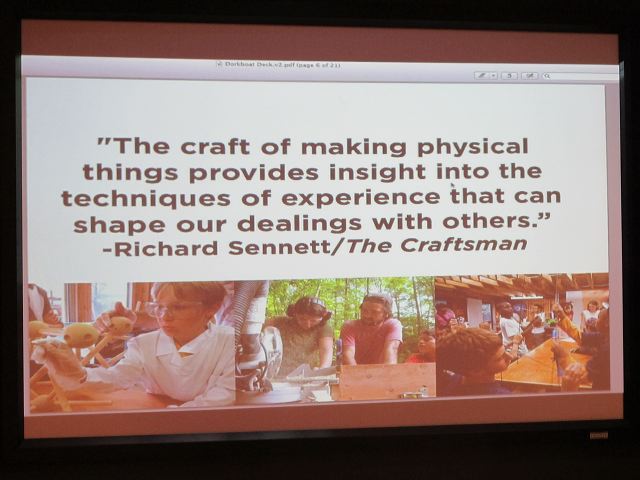 Dorkboat Deck.v2.pdf (page 6 of 21)
"The craft of making physical
things provides insight into the
techniques of experience that can
shape our dealings with others.”
-Richard Sennett/The Craftsman